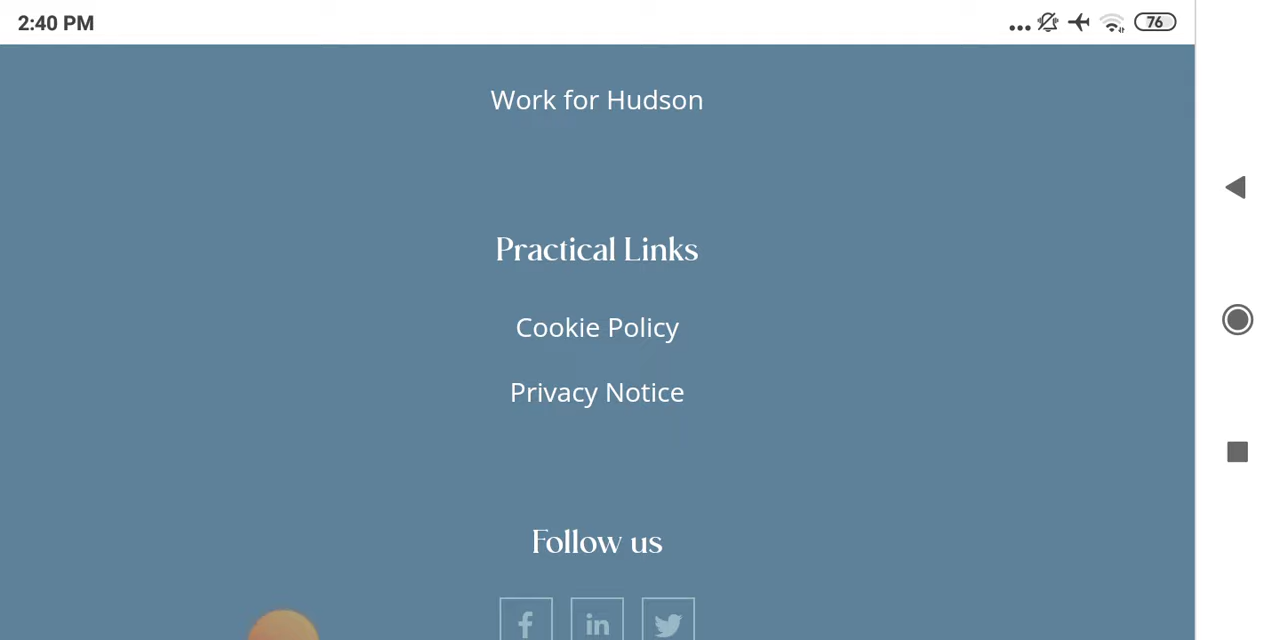 2:40 PM
76
Work for Hudson
Practical Links
Cookie Policy
Privacy Notice
Follow us
f
in